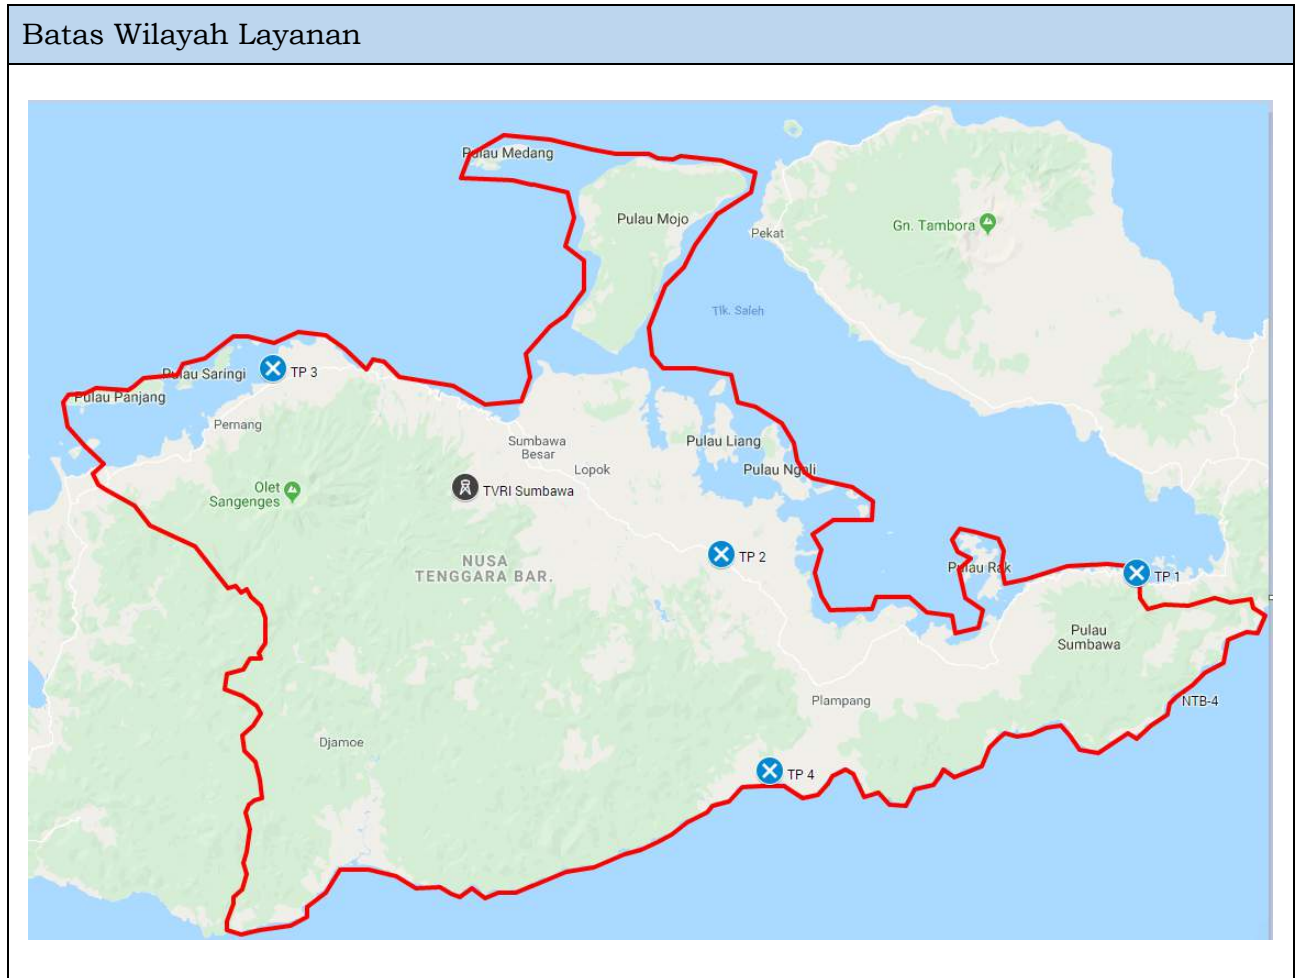 Batas Wilayah Layanan
Pulau Medang
Pulau Mojo
Pekat
Gn. Tambora
Tlk. Saleh
Pulau Saringi
TP 3
Pulau Panjang
Pernang
Sumbawa
Besar
Lopok
Pulau Liang
Pulau Ngali
Olet
Sangenges
TVRI Sumbawa
NUSA
TENGGARA BAR.
TP 2
Pulau Rak
TP 1
Pulau
Sumbawa
Plampang
NTB-4
Djamoe
TP 4